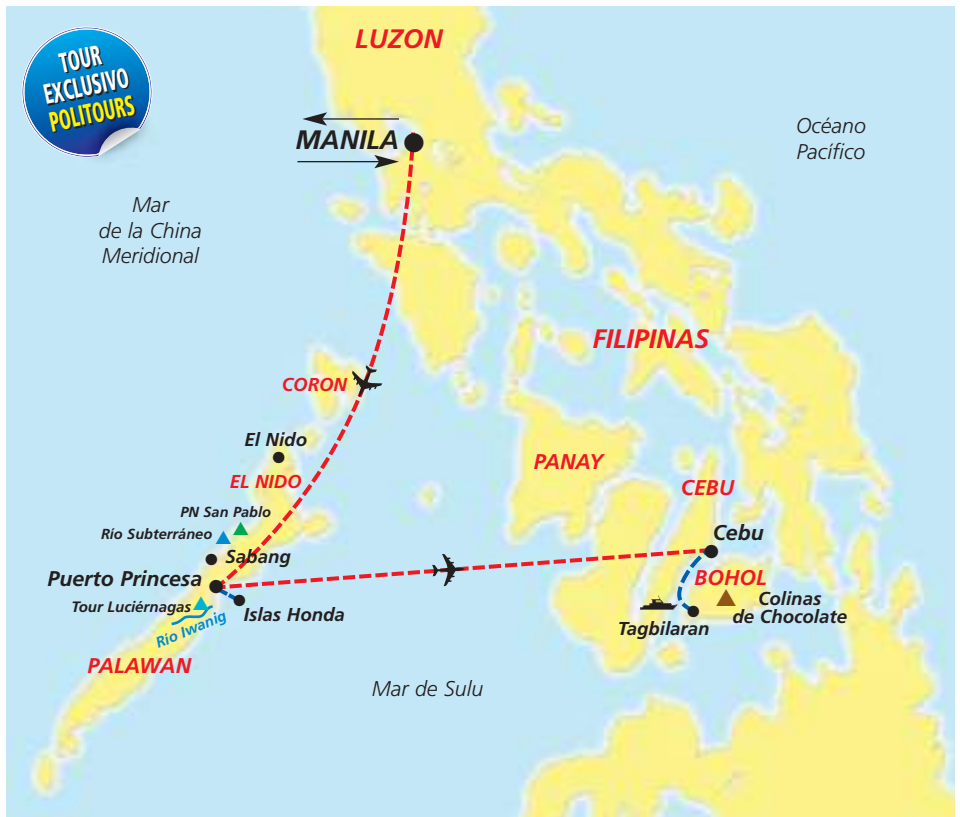 TOUR
EXCLUSIVO
POLITOURS
LUZON
MANILA
Océano
Pacífico
Mar
de la China
Meridional
FILIPINAS
CORON
El Nido
EL NIDO
PANAY
CEBU
PN San Pablo
Río Subterráneo
Sabang
Cebu
Puerto Princesa
BOHOL
Tour Luciérnagas
Islas Honda
Colinas
de Chocolate
Río Iwanig
Tagbilaran
PALAWAN
Mar de Sulu